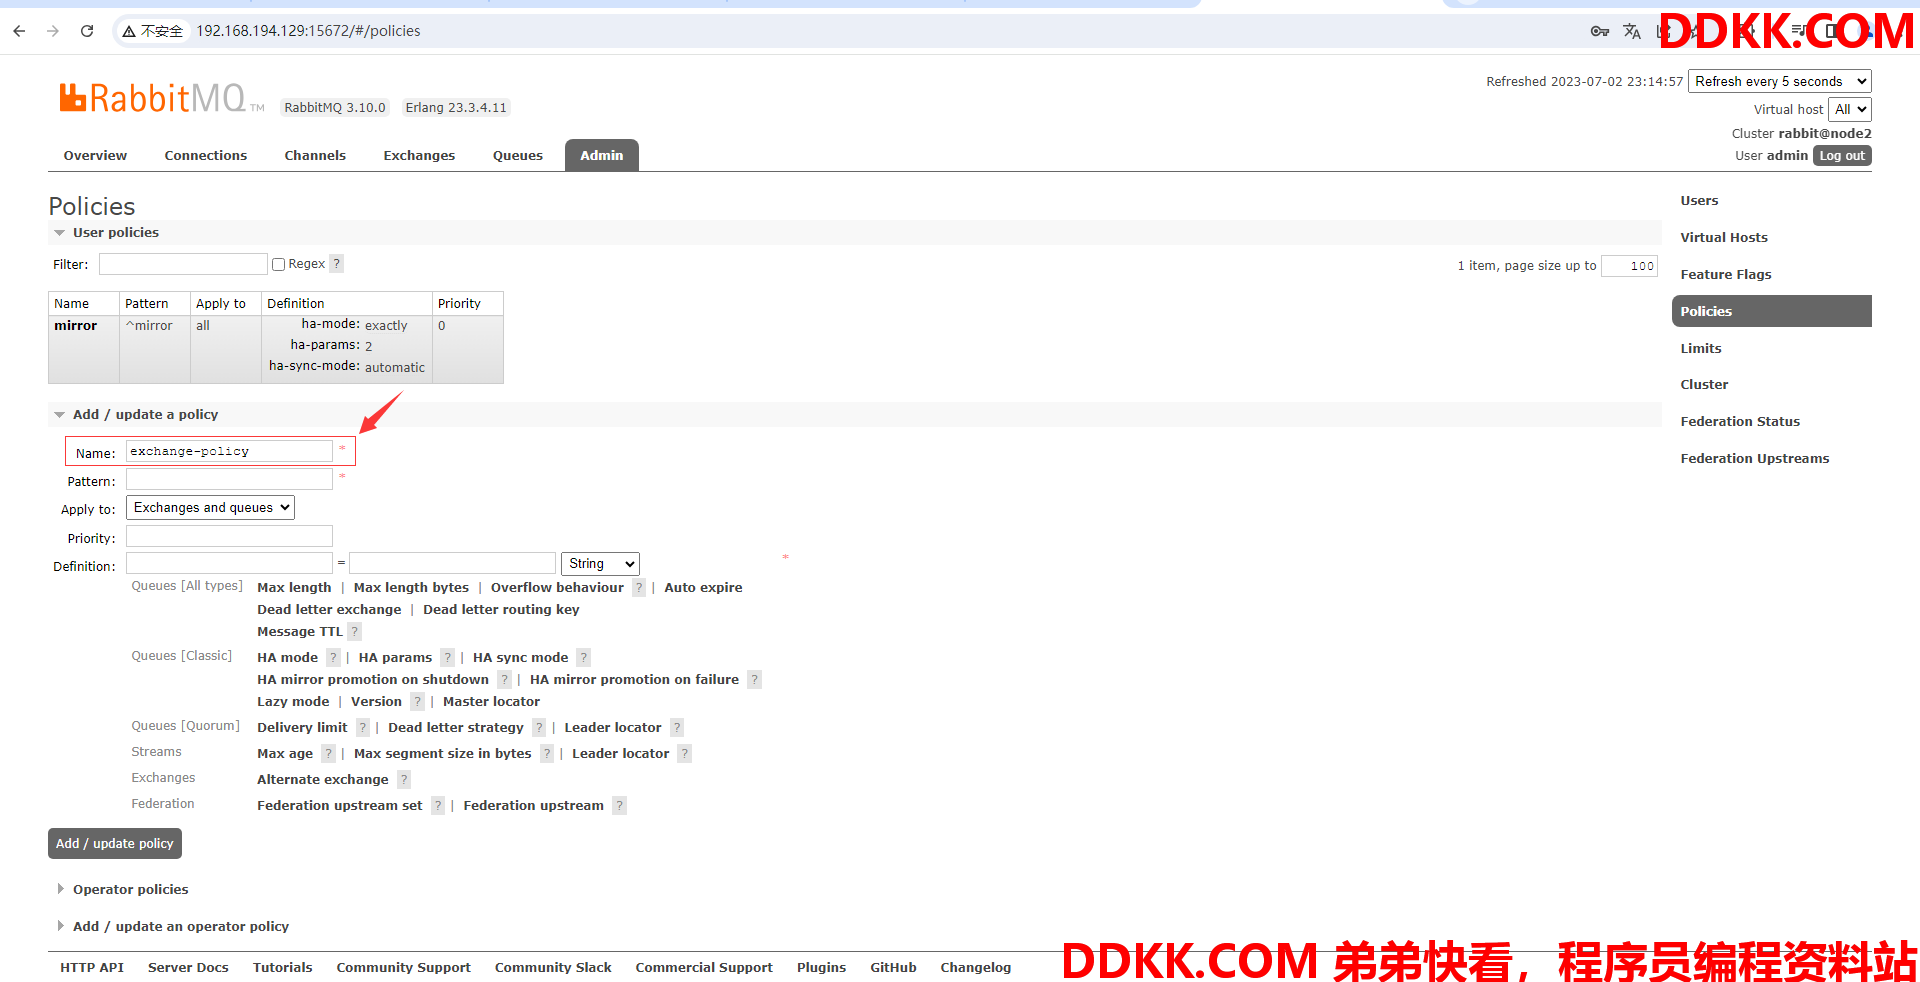 不安全 192.168.194.129:15672/#/policies
DDKK.COM
RabbitMQ TM RabbitMQ 3.10.0 Erlang 23.3.4.11
Refreshed 2023-07-02 23:14:57 Refresh every 5 seconds
Virtual host All
Cluster rabbit@node2
User admin Log out
Overview Connections Channels Exchanges Queues Admin
Policies
User policies
Filter: Regex ?
1 item, page size up to 100
Name Pattern Apply to Definition Priority
mirror ^mirror all ha-mode: exactly 0
ha-params: 2
ha-sync-mode: automatic
Add / update a policy
Name: exchange-policy *
Pattern: *
Apply to: Exchanges and queues
Priority:
Definition: = String *
Queues [All types] Max length | Max length bytes | Overflow behaviour ? | Auto expire
Dead letter exchange | Dead letter routing key
Message TTL ?
Queues [Classic] HA mode ? | HA params ? | HA sync mode ?
HA mirror promotion on shutdown ? | HA mirror promotion on failure ?
Lazy mode | Version ? | Master locator
Queues [Quorum] Delivery limit ? | Dead letter strategy ? | Leader locator ?
Streams Max age ? | Max segment size in bytes ? | Leader locator ?
Exchanges Alternate exchange ?
Federation Federation upstream set ? | Federation upstream ?
Add / update policy
Operator policies
Add / update an operator policy
Users
Virtual Hosts
Feature Flags
Policies
Limits
Cluster
Federation Status
Federation Upstreams
HTTP API Server Docs Tutorials Community Support Community Slack Commercial Support Plugins GitHub Changelog
DDKK.COM 弟弟快看，程序员编程资料站